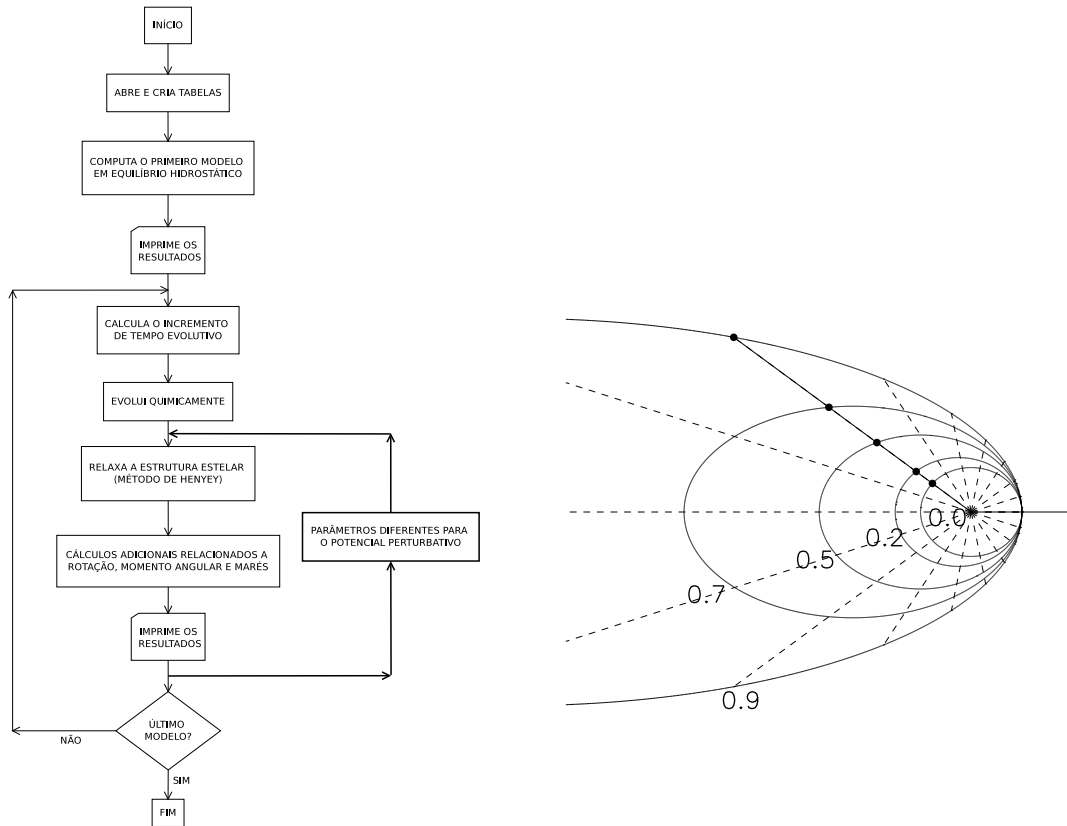 INÍCIO
ABRE E CRIA TABELAS
COMPUTA O PRIMEIRO MODELO
EM EQUILÍBRIO HIDROSTÁTICO
IMPRIME OS
RESULTADOS
CALCULA O INCREMENTO
DE TEMPO EVOLUTIVO
EVOLUI QUIMICAMENTE
RELAXA A ESTRUTURA ESTELAR
(MÉTODO DE HENYEY)
PARÂMETROS DIFERENTES PARA
O POTENCIAL PERTURBATIVO
CÁLCULOS ADICIONAIS RELACIONADOS A
ROTAÇÃO, MOMENTO ANGULAR E MARÉS
IMPRIME OS
RESULTADOS
ÚLTIMO
MODELO?
NÃO
SIM
FIM
0.0
0.2
0.5
0.7
0.9